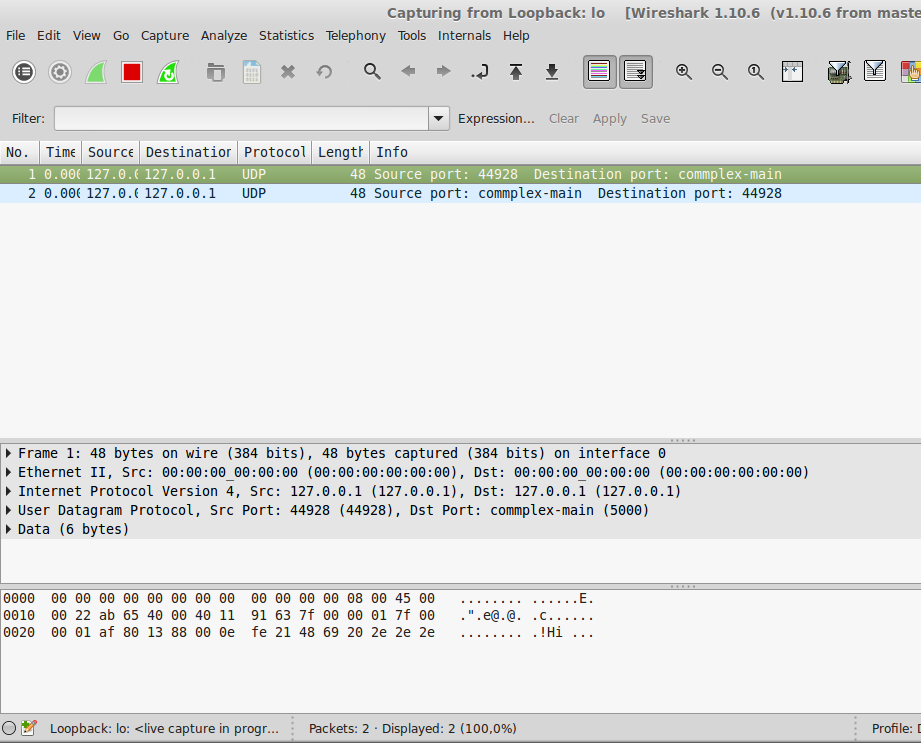 Capturing from Loopback: lo [Wireshark 1.10.6 (v1.10.6 from maste
File Edit View Go Capture Analyze Statistics Telephony Tools Internals Help
Filter: Expression... Clear Apply Save
No. Time Source Destination Protocol Length Info
1 0.000 127.0.0 127.0.0.1 UDP 48 Source port: 44928 Destination port: commplex-main
2 0.000 127.0.0 127.0.0.1 UDP 48 Source port: commplex-main Destination port: 44928
Frame 1: 48 bytes on wire (384 bits), 48 bytes captured (384 bits) on interface 0
Ethernet II, Src: 00:00:00_00:00:00 (00:00:00:00:00:00), Dst: 00:00:00_00:00:00 (00:00:00:00:00:00)
Internet Protocol Version 4, Src: 127.0.0.1 (127.0.0.1), Dst: 127.0.0.1 (127.0.0.1)
User Datagram Protocol, Src Port: 44928 (44928), Dst Port: commplex-main (5000)
Data (6 bytes)
0000 00 00 00 00 00 00 00 00 00 00 00 00 08 00 45 00 ........ ......E.
0010 00 22 ab 65 40 00 40 11 91 63 7f 00 00 01 7f 00 .".e@.@. .c......
0020 00 01 af 80 13 88 00 0e fe 21 48 69 20 2e 2e 2e ........ .!Hi ...
Loopback: lo: <live capture in progr... Packets: 2 · Displayed: 2 (100,0%) Profile: D